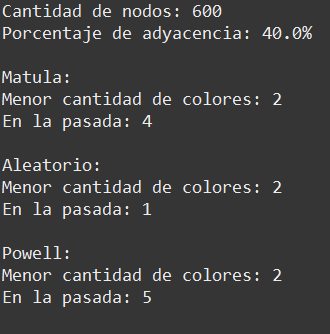 Cantidad de nodos: 600
Porcentaje de adyacencia: 40.0%
Matula:
Menor cantidad de colores: 2
En la pasada: 4
Aleatorio:
Menor cantidad de colores: 2
En la pasada: 1
Powell:
Menor cantidad de colores: 2
En la pasada: 5